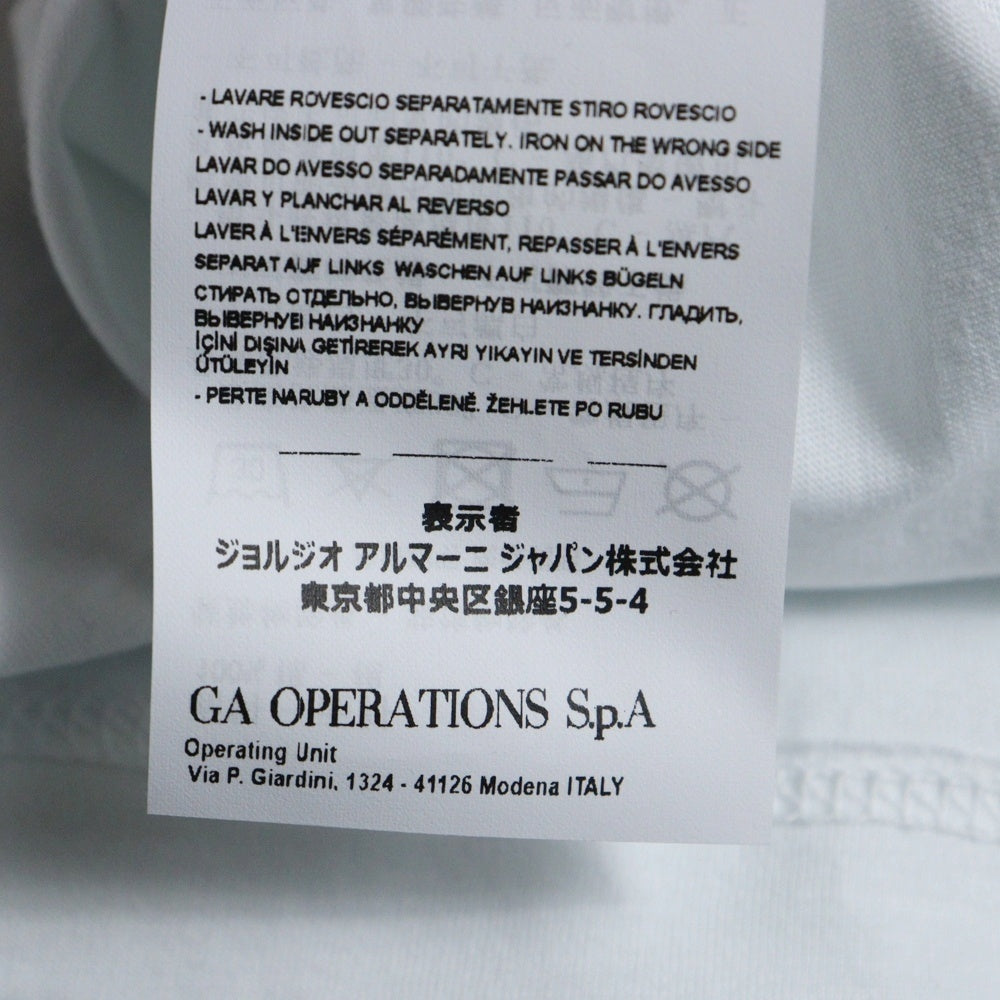 - LAVARE ROVESCIO SEPARATAMENTE STIRO ROVESCIO
- WASH INSIDE OUT SEPARATELY. IRON ON THE WRONG SIDE
LAVAR DO AVESSO SEPARADAMENTE PASSAR DO AVESSO
LAVAR Y PLANCHAR AL REVERSO
LAVER À L'ENVERS SÉPARÉMENT, REPASSER À L'ENVERS
SEPARAT AUF LINKS WASCHEN AUF LINKS BÜGELN
СТИРАТЬ ОТДЕЛЬНО, ВЫВЕРНУВ НАИЗНАНКУ. ГЛАДИТЬ,
НАИЗНАНКУ
İÇİNİ DIŞINA GETİREREK AYRI YIKAYIN VE TERSİNDEN
ÜTÜLEYİN
- PERTE NARUBY A ODDĚLENĚ. ŽEHLETE PO RUBU
表示者
ジョルジオ アルマーニ ジャパン株式会社
東京都中央区銀座5-5-4
GA OPERATIONS S.p.A
Operating Unit
Via P. Giardini, 1324 - 41126 Modena ITALY